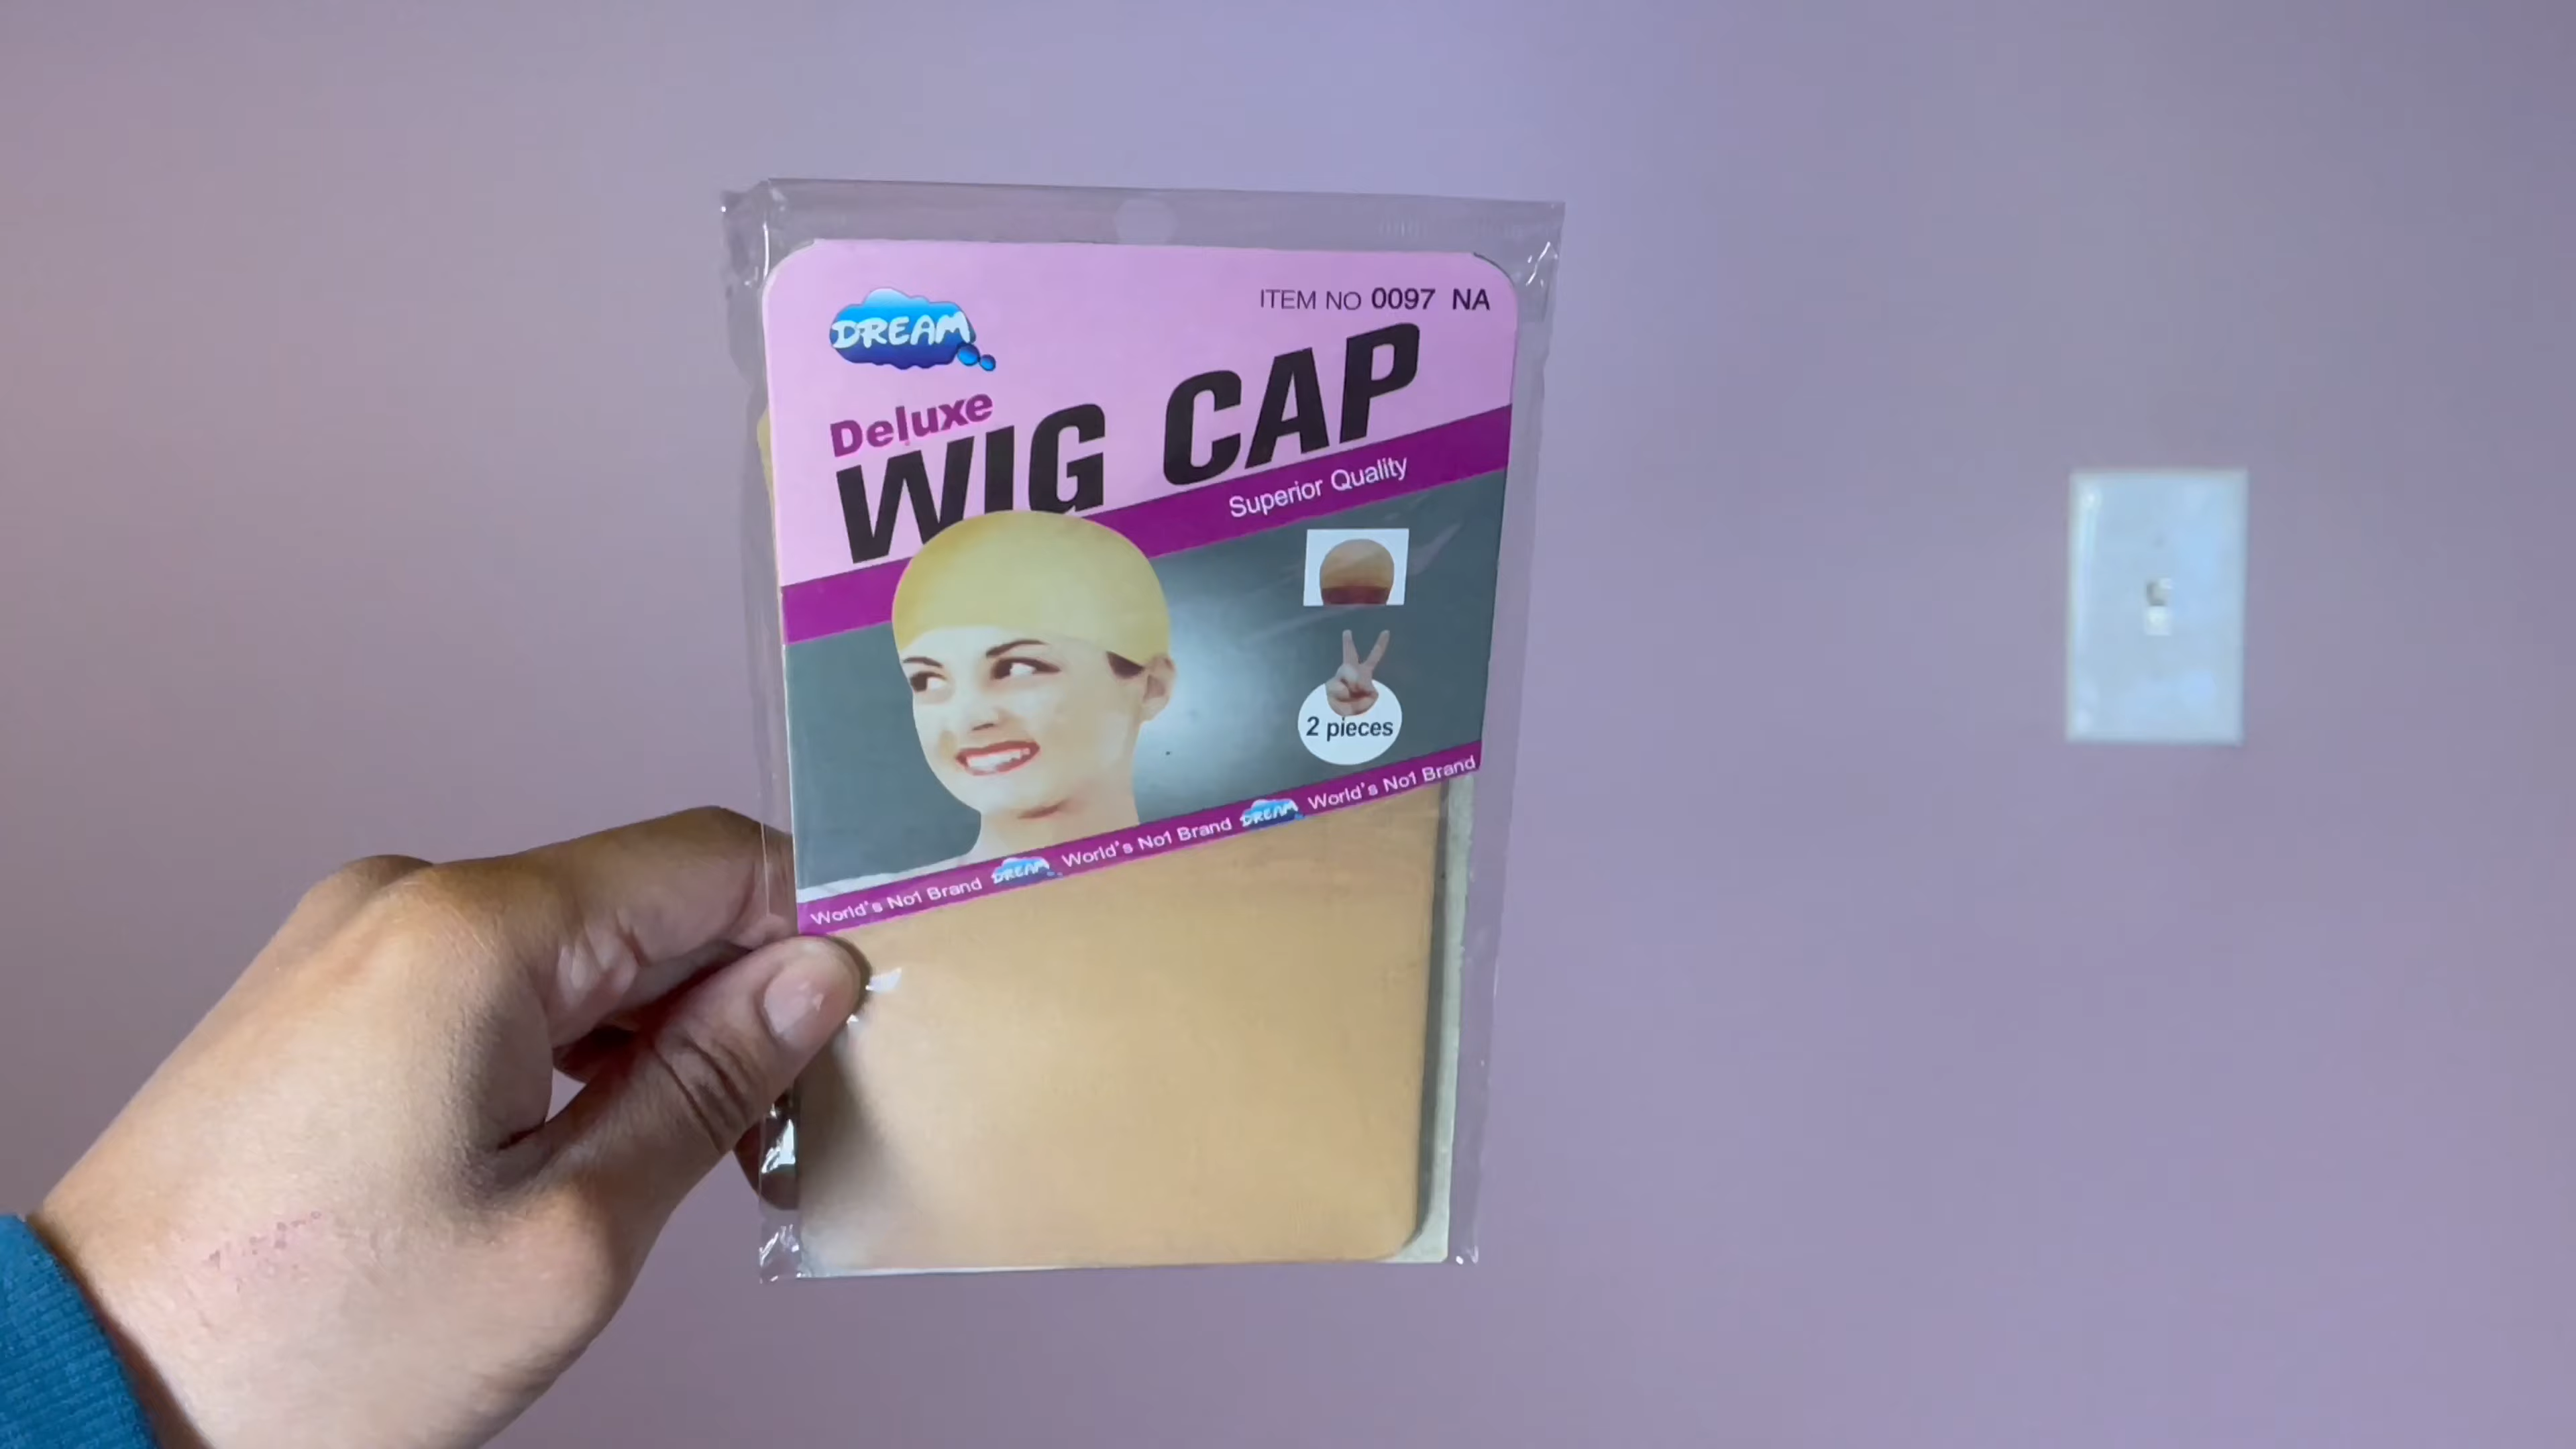 DREAM
ITEM NO 0097 NA
Deluxe
WIG CAP
Superior Quality
2 pieces
World's No1 Brand DREAM World's No1 Brand DREAM World's No1 Brand